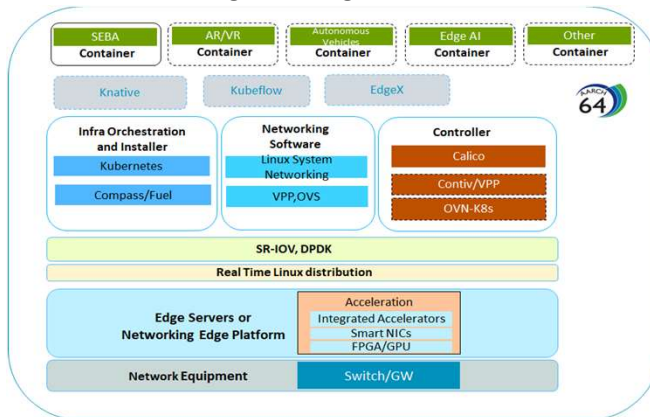 SEBA
Container
AR/VR
Container
Autonomous
Vehicles
Container
Edge AI
Container
Other
Container
Knative
Kubeflow
EdgeX
AARCH
64
Infra Orchestration
and Installer
Kubernetes
Compass/Fuel
Networking
Software
Linux System
Networking
VPP,OVS
Controller
Calico
Contiv/VPP
OVN-K8s
SR-IOV, DPDK
Real Time Linux distribution
Edge Servers or
Networking Edge Platform
Acceleration
Integrated Accelerators
Smart NICs
FPGA/GPU
Network Equipment
Switch/GW